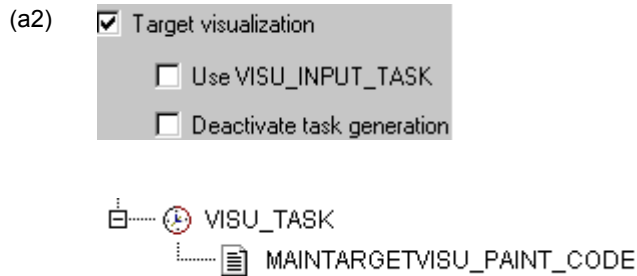 (a2) Target visualization
Use VISU_INPUT_TASK
Deactivate task generation
VISU_TASK
MAINTARGETVISU_PAINT_CODE